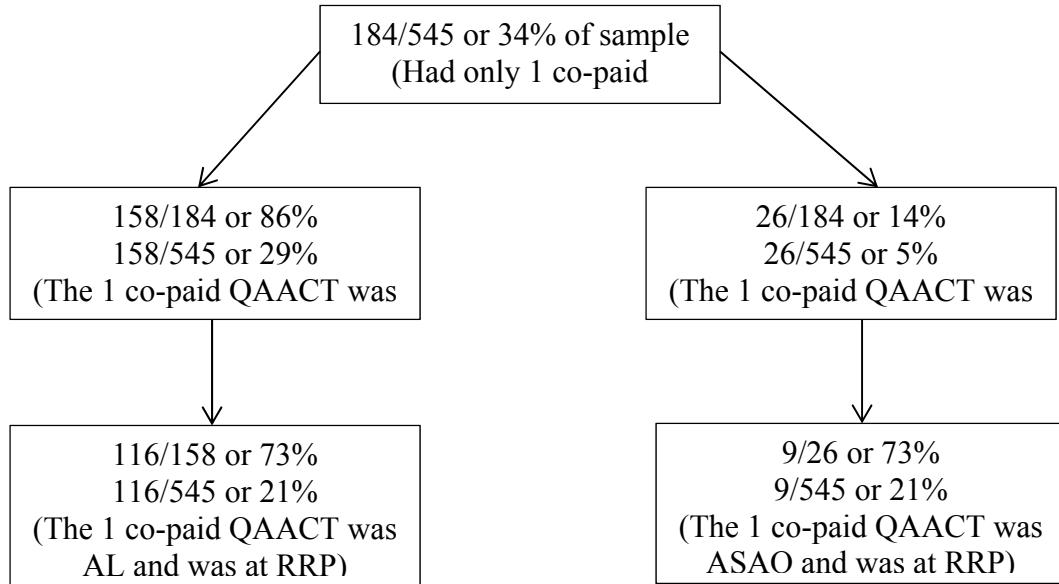 184/545 or 34% of sample
(Had only 1 co-paid
158/184 or 86%
158/545 or 29%
(The 1 co-paid QAACT was
26/184 or 14%
26/545 or 5%
(The 1 co-paid QAACT was
116/158 or 73%
116/545 or 21%
(The 1 co-paid QAACT was
AL and was at RRP)
9/26 or 73%
9/545 or 21%
(The 1 co-paid QAACT was
ASAO and was at RRP)